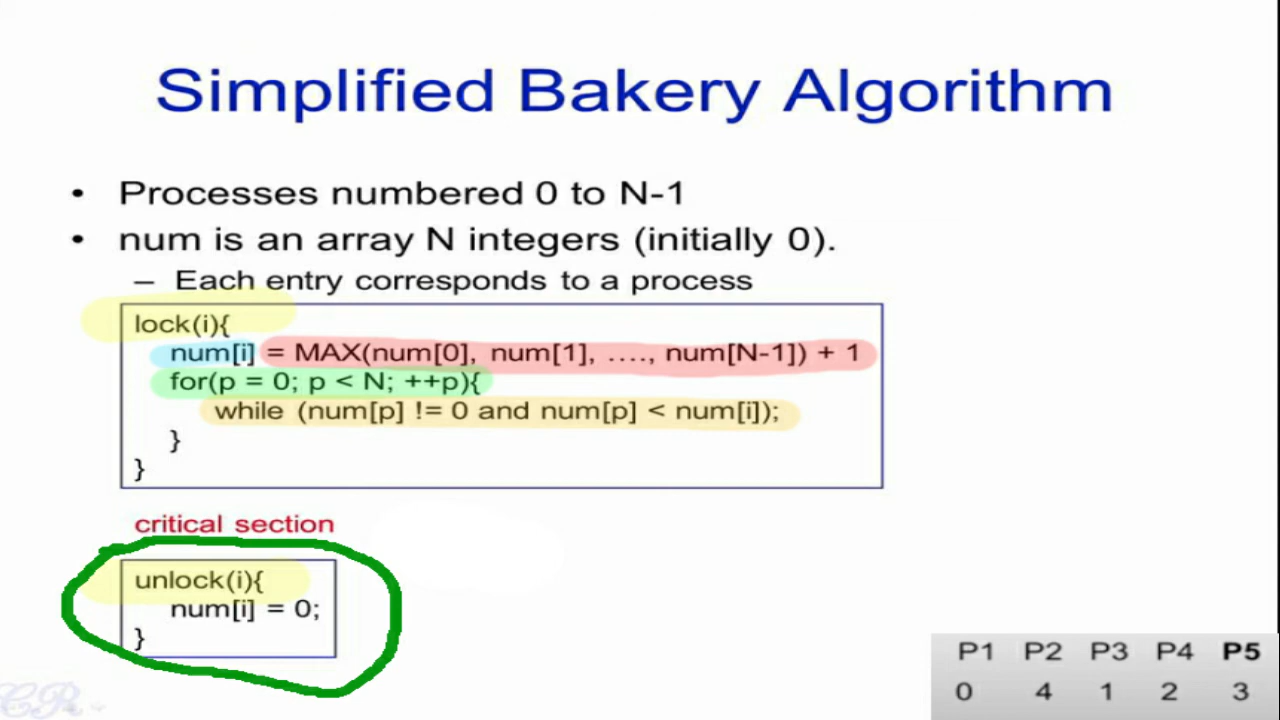 Simplified Bakery Algorithm
• Processes numbered 0 to N-1
• num is an array N integers (initially 0).
– Each entry corresponds to a process
lock(i){
num[i] = MAX(num[0], num[1], …., num[N-1]) + 1
for(p = 0; p < N; ++p){
while (num[p] != 0 and num[p] < num[i]);
}
}
critical section
unlock(i){
num[i] = 0;
}
P1 P2 P3 P4 P5
0 4 1 2 3
CR